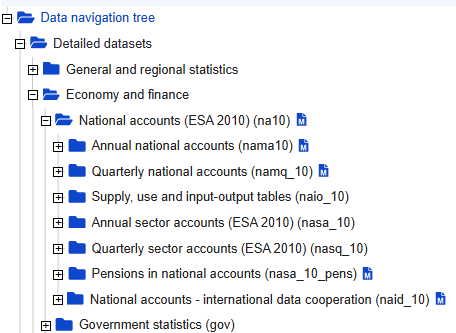 Data navigation tree
Detailed datasets
General and regional statistics
Economy and finance
National accounts (ESA 2010) (na10) M
Annual national accounts (nama10) M
Quarterly national accounts (namq_10) M
Supply, use and input-output tables (naio_10)
Annual sector accounts (ESA 2010) (nasa_10)
Quarterly sector accounts (ESA 2010) (nasq_10)
Pensions in national accounts (nasa_10_pens) M
National accounts - international data cooperation (naid_10) M
Government statistics (gov)